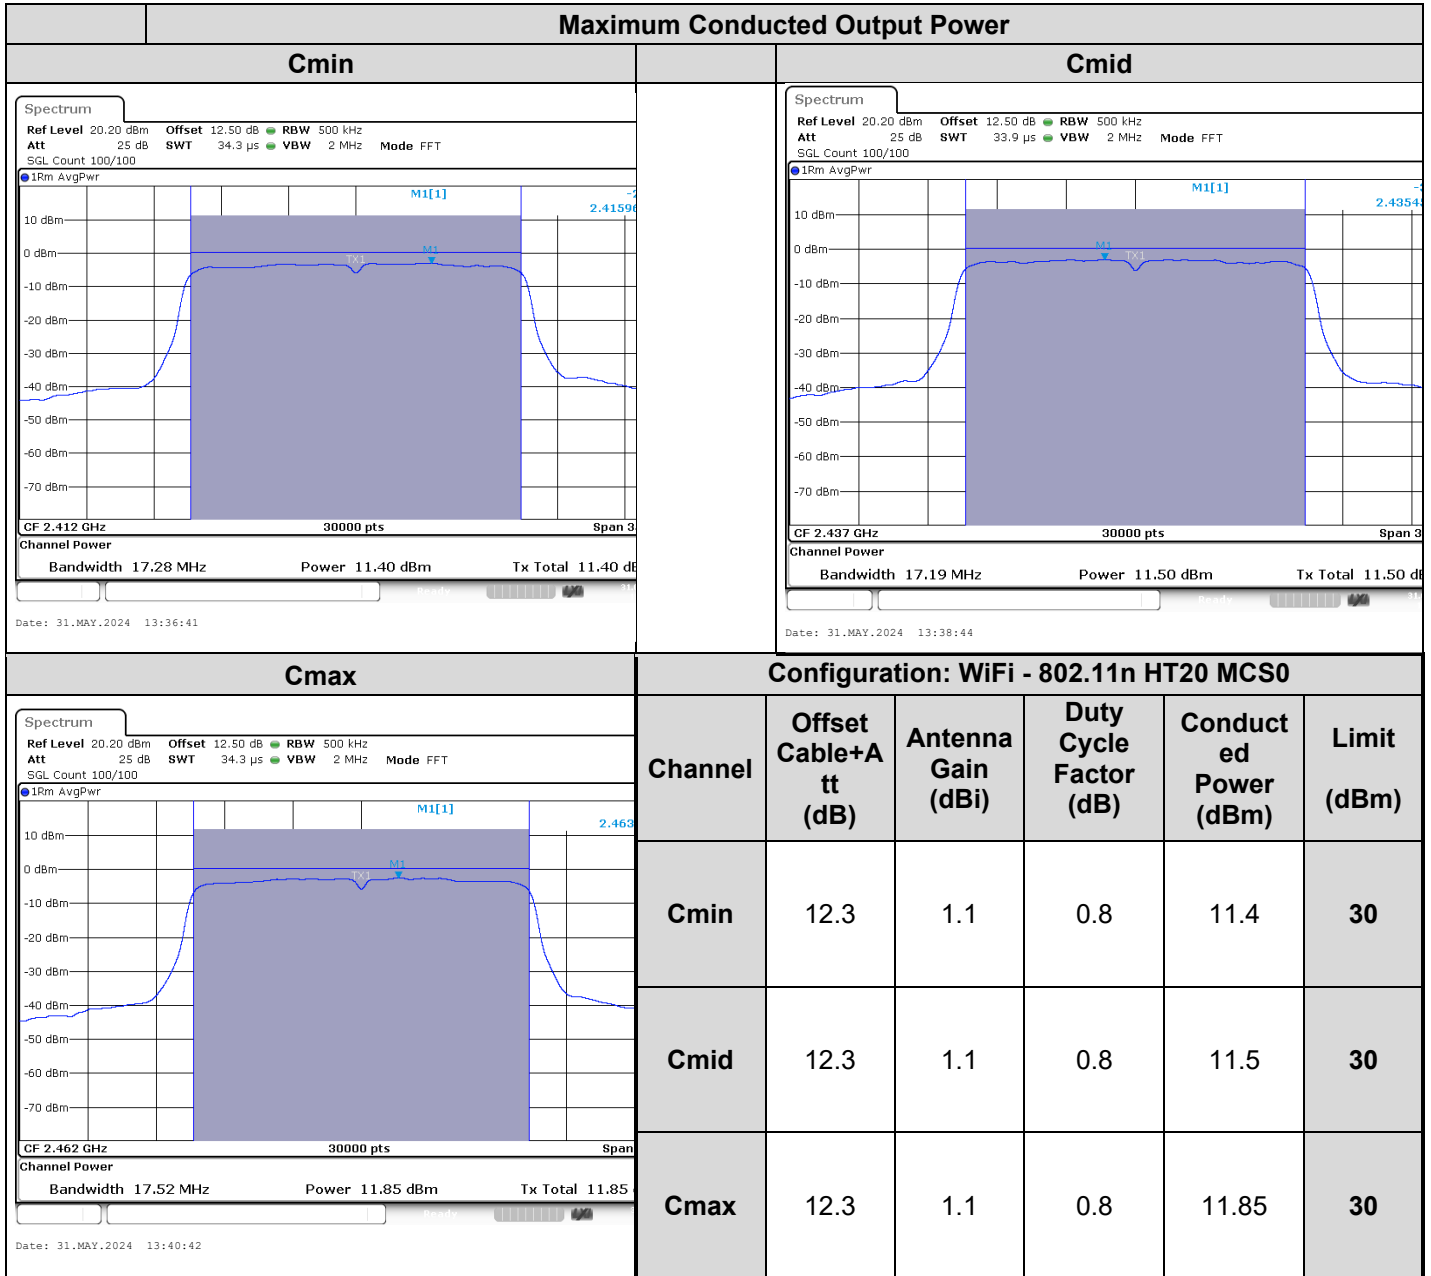 Maximum Conducted Output Power
Cmin
Cmid
Spectrum
Ref Level 20.20 dBm Offset 12.50 dB RBW 500 kHz
Att 25 dB SWT 34.3 µs VBW 2 MHz Mode FFT
SGL Count 100/100
1Rm AvgPwr
M1[1]
2.41596
10 dBm
0 dBm
M1
TX1
-10 dBm
-20 dBm
-30 dBm
-40 dBm
-50 dBm
-60 dBm
-70 dBm
CF 2.412 GHz 30000 pts Span 3
Channel Power
Bandwidth 17.28 MHz Power 11.40 dBm Tx Total 11.40 dB
Ready
Date: 31.MAY.2024 13:36:41
Spectrum
Ref Level 20.20 dBm Offset 12.50 dB RBW 500 kHz
Att 25 dB SWT 33.9 µs VBW 2 MHz Mode FFT
SGL Count 100/100
1Rm AvgPwr
M1[1]
2.4354
10 dBm
0 dBm
M1
TX1
-10 dBm
-20 dBm
-30 dBm
-40 dBm
-50 dBm
-60 dBm
-70 dBm
CF 2.437 GHz 30000 pts Span 3
Channel Power
Bandwidth 17.19 MHz Power 11.50 dBm Tx Total 11.50 dB
Ready
Date: 31.MAY.2024 13:38:44
Cmax
Spectrum
Ref Level 20.20 dBm Offset 12.50 dB RBW 500 kHz
Att 25 dB SWT 34.3 µs VBW 2 MHz Mode FFT
SGL Count 100/100
1Rm AvgPwr
M1[1]
2.463
10 dBm
0 dBm
M1
TX1
-10 dBm
-20 dBm
-30 dBm
-40 dBm
-50 dBm
-60 dBm
-70 dBm
CF 2.462 GHz 30000 pts Span
Channel Power
Bandwidth 17.52 MHz Power 11.85 dBm Tx Total 11.85
Ready
Date: 31.MAY.2024 13:40:42
Configuration: WiFi - 802.11n HT20 MCS0
Channel
Offset
Cable+A
tt
(dB)
Antenna
Gain
(dBi)
Duty
Cycle
Factor
(dB)
Conduct
ed
Power
(dBm)
Limit
(dBm)
Cmin 12.3 1.1 0.8 11.4 30
Cmid 12.3 1.1 0.8 11.5 30
Cmax 12.3 1.1 0.8 11.85 30